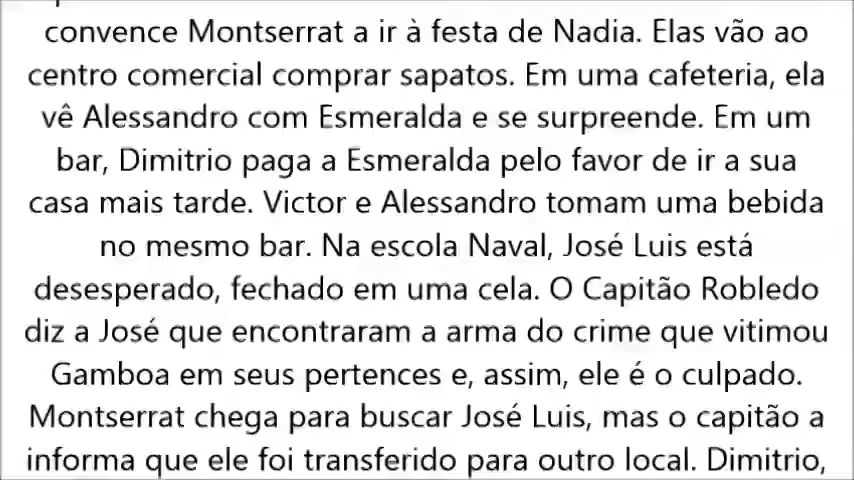 convence Montserrat a ir à festa de Nadia. Elas vão ao
centro comercial comprar sapatos. Em uma cafeteria, ela
vê Alessandro com Esmeralda e se surpreende. Em um
bar, Dimitrio paga a Esmeralda pelo favor de ir a sua
casa mais tarde. Victor e Alessandro tomam uma bebida
no mesmo bar. Na escola Naval, José Luis está
desesperado, fechado em uma cela. O Capitão Robledo
diz a José que encontraram a arma do crime que vitimou
Gamboa em seus pertences e, assim, ele é o culpado.
Montserrat chega para buscar José Luis, mas o capitão a
informa que ele foi transferido para outro local. Dimitrio,